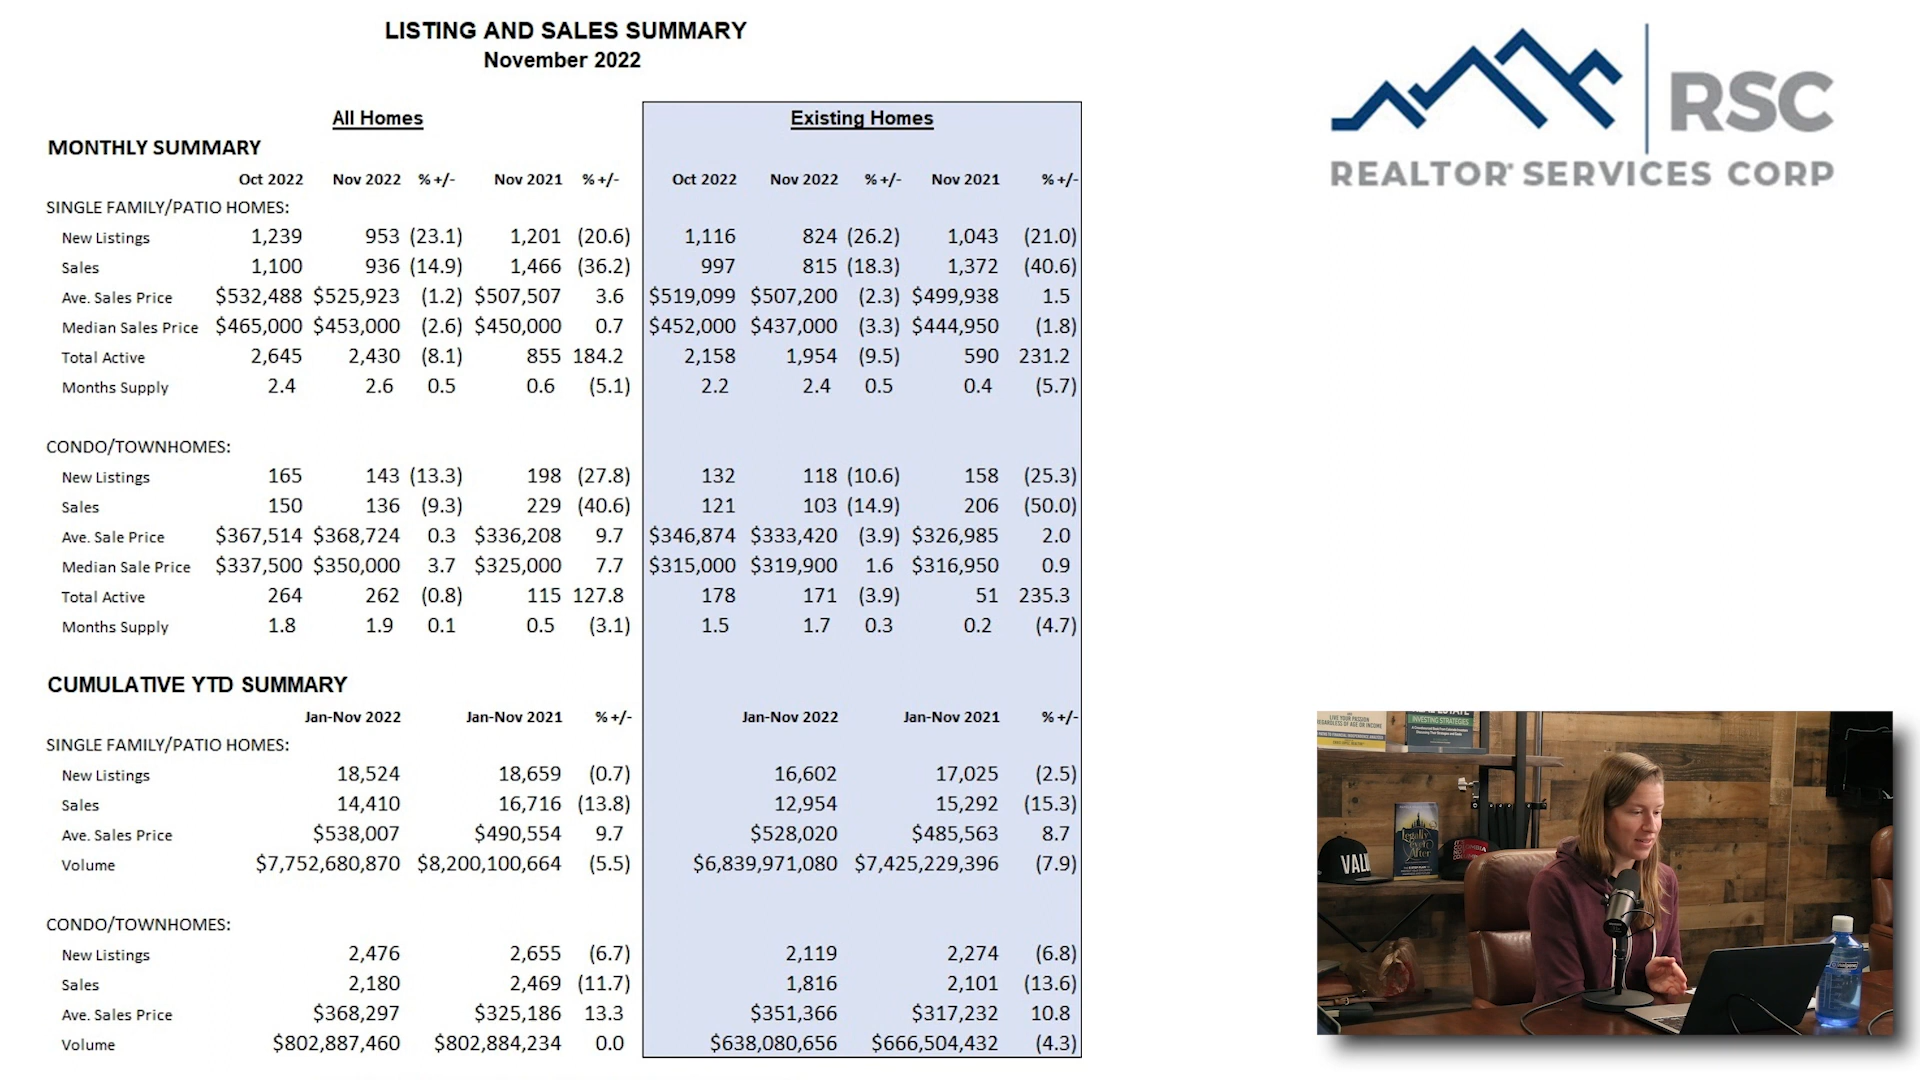 LISTING AND SALES SUMMARY
November 2022
All Homes Existing Homes
MONTHLY SUMMARY
Oct 2022 Nov 2022 % +/- Nov 2021 % +/- Oct 2022 Nov 2022 % +/- Nov 2021 % +/-
SINGLE FAMILY/PATIO HOMES:
New Listings 1,239 953 (23.1) 1,201 (20.6) 1,116 824 (26.2) 1,043 (21.0)
Sales 1,100 936 (14.9) 1,466 (36.2) 997 815 (18.3) 1,372 (40.6)
Ave. Sales Price $532,488 $525,923 (1.2) $507,507 3.6 $519,099 $507,200 (2.3) $499,938 1.5
Median Sales Price $465,000 $453,000 (2.6) $450,000 0.7 $452,000 $437,000 (3.3) $444,950 (1.8)
Total Active 2,645 2,430 (8.1) 855 184.2 2,158 1,954 (9.5) 590 231.2
Months Supply 2.4 2.6 0.5 0.6 (5.1) 2.2 2.4 0.5 0.4 (5.7)
CONDO/TOWNHOMES:
New Listings 165 143 (13.3) 198 (27.8) 132 118 (10.6) 158 (25.3)
Sales 150 136 (9.3) 229 (40.6) 121 103 (14.9) 206 (50.0)
Ave. Sale Price $367,514 $368,724 0.3 $336,208 9.7 $346,874 $333,420 (3.9) $326,985 2.0
Median Sale Price $337,500 $350,000 3.7 $325,000 7.7 $315,000 $319,900 1.6 $316,950 0.9
Total Active 264 262 (0.8) 115 127.8 178 171 (3.9) 51 235.3
Months Supply 1.8 1.9 0.1 0.5 (3.1) 1.5 1.7 0.3 0.2 (4.7)
CUMULATIVE YTD SUMMARY
Jan-Nov 2022 Jan-Nov 2021 % +/- Jan-Nov 2022 Jan-Nov 2021 % +/-
SINGLE FAMILY/PATIO HOMES:
New Listings 18,524 18,659 (0.7) 16,602 17,025 (2.5)
Sales 14,410 16,716 (13.8) 12,954 15,292 (15.3)
Ave. Sales Price $538,007 $490,554 9.7 $528,020 $485,563 8.7
Volume $7,752,680,870 $8,200,100,664 (5.5) $6,839,971,080 $7,425,229,396 (7.9)
CONDO/TOWNHOMES:
New Listings 2,476 2,655 (6.7) 2,119 2,274 (6.8)
Sales 2,180 2,469 (11.7) 1,816 2,101 (13.6)
Ave. Sales Price $368,297 $325,186 13.3 $351,366 $317,232 10.8
Volume $802,887,460 $802,884,234 0.0 $638,080,656 $666,504,432 (4.3)
RSC
REALTOR® SERVICES CORP
LIVE YOUR PASSION
REGARDLESS OF AGE OR INCOME
INVESTING STRATEGIES
Legally
Ever
After
VAL